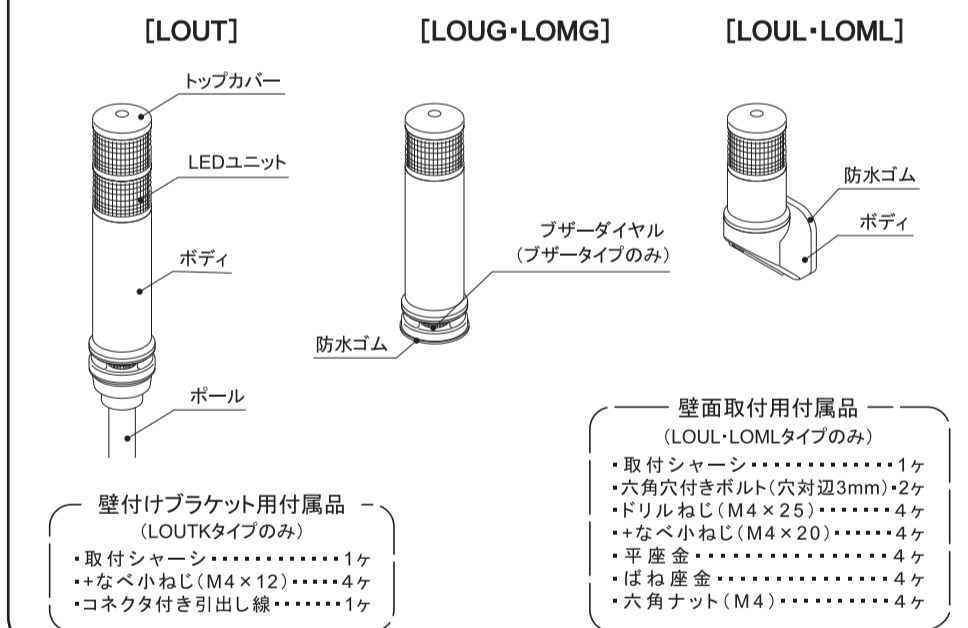 [LOUT]
トップカバー
LEDユニット
ボディ
ポール
[LOUG・LOMG]
ブザーダイヤル
（ブザータイプのみ）
防水ゴム
[LOUL・LOML]
防水ゴム
ボディ
壁付けブラケット用付属品
（LOUTKタイプのみ）
・取付シャーシ・・・・・・・・・・・・・1ヶ
・+なべ小ねじ（M4×12）・・・・・4ヶ
・コネクタ付き引出し線・・・・・・・1ヶ
壁面取付用付属品
（LOUL・LOMLタイプのみ）
・取付シャーシ・・・・・・・・・・・・・1ヶ
・六角穴付きボルト（穴対辺3mm）・2ヶ
・ドリルねじ（M4×25）・・・・・・・4ヶ
・+なべ小ねじ（M4×20）・・・・・4ヶ
・平座金・・・・・・・・・・・・・・・・4ヶ
・ばね座金・・・・・・・・・・・・・・4ヶ
・六角ナット（M4）・・・・・・・・・4ヶ